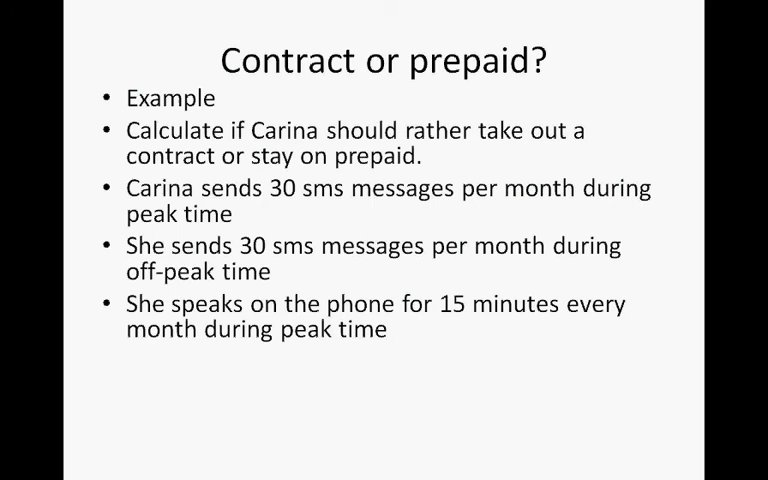 Contract or prepaid?
• Example
• Calculate if Carina should rather take out a
contract or stay on prepaid.
• Carina sends 30 sms messages per month during
peak time
• She sends 30 sms messages per month during
off-peak time
• She speaks on the phone for 15 minutes every
month during peak time